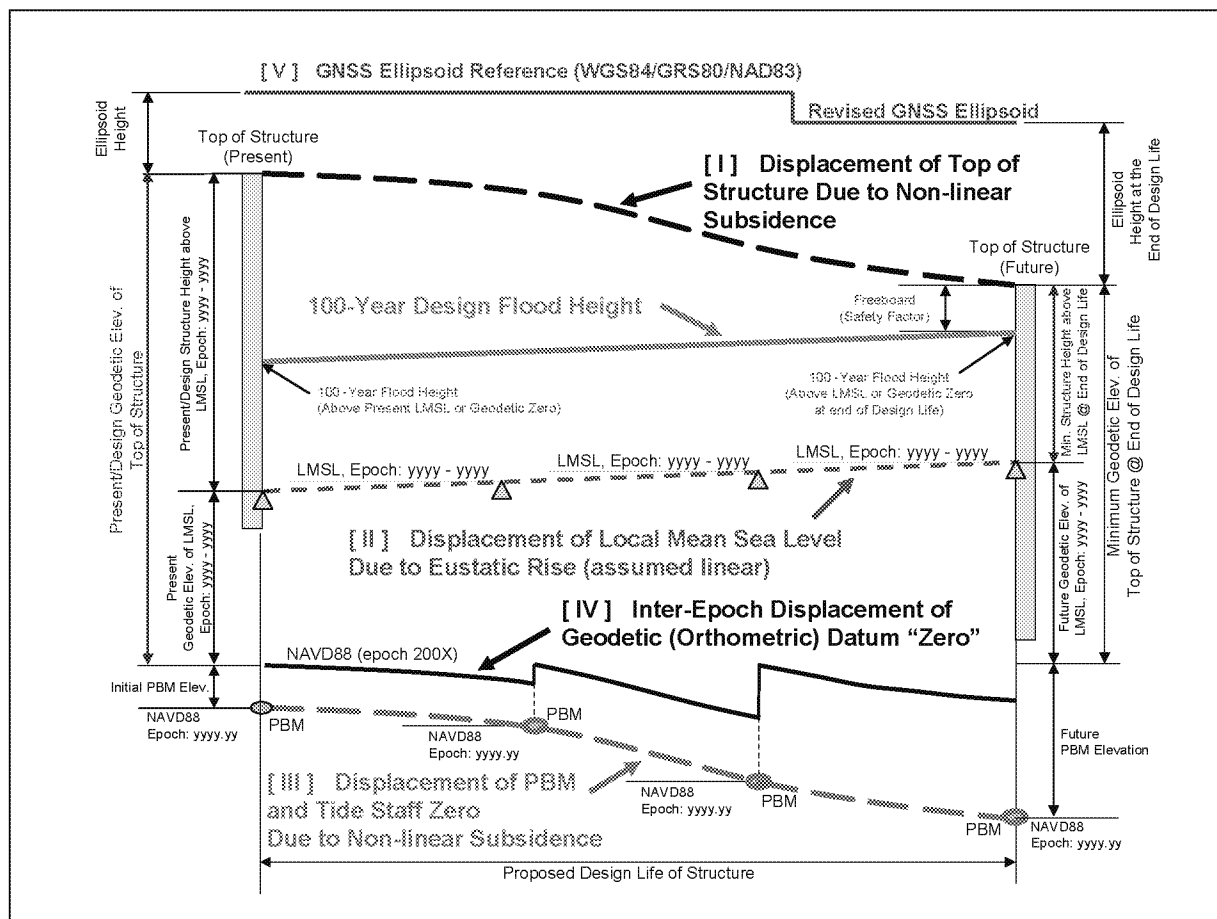 [ V ] GNSS Ellipsoid Reference (WGS84/GRS80/NAD83)
Revised GNSS Ellipsoid
Ellipsoid
Height
Top of Structure
(Present)
[ I ] Displacement of Top of
Structure Due to Non-linear
Subsidence
Ellipsoid
Height at the
End of Design Life
Top of Structure
(Future)
Present/Design Geodetic Elev. of
Top of Structure
Present/Design Structure Height above
LMSL, Epoch: yyyy - yyyy
100-Year Design Flood Height
Freeboard
(Safety Factor)
100 -Year Flood Height
(Above Present LMSL or Geodetic Zero)
100 -Year Flood Height
(Above LMSL or Geodetic Zero
at end of Design Life)
Min. Structure Height above
LMSL @ End of Design Life
Minimum Geodetic Elev. of
Top of Structure @ End of Design Life
LMSL, Epoch: yyyy - yyyy
LMSL, Epoch: yyyy - yyyy
LMSL, Epoch: yyyy - yyyy
[ II ] Displacement of Local Mean Sea Level
Due to Eustatic Rise (assumed linear)
Present
Geodetic Elev. of LMSL,
Epoch: yyyy - yyyy
Future Geodetic Elev. of
LMSL, Epoch: yyyy - yyyy
[ IV ] Inter-Epoch Displacement of
Geodetic (Orthometric) Datum “Zero”
NAVD88 (epoch 200X)
Initial PBM Elev.
PBM
NAVD88
Epoch: yyyy.yy
PBM
NAVD88
Epoch: yyyy.yy
Future
PBM Elevation
[ III ] Displacement of PBM
and Tide Staff Zero
Due to Non-linear Subsidence
NAVD88
Epoch: yyyy.yy
PBM
PBM
NAVD88
Epoch: yyyy.yy
Proposed Design Life of Structure